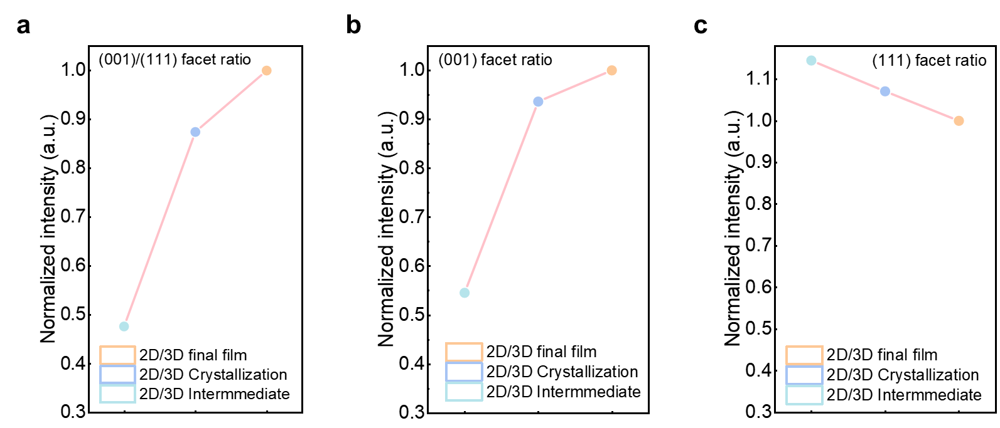 a
(001)/(111) facet ratio
Normalized intensity (a.u.)
1.0
0.9
0.8
0.7
0.6
0.5
0.4
0.3
2D/3D final film
2D/3D Crystallization
2D/3D Intermmediate
b
(001) facet ratio
Normalized intensity (a.u.)
1.0
0.9
0.8
0.7
0.6
0.5
0.4
0.3
2D/3D final film
2D/3D Crystallization
2D/3D Intermmediate
c
(111) facet ratio
Normalized intensity (a.u.)
1.1
1.0
0.9
0.8
0.7
0.6
0.5
0.4
0.3
2D/3D final film
2D/3D Crystallization
2D/3D Intermmediate